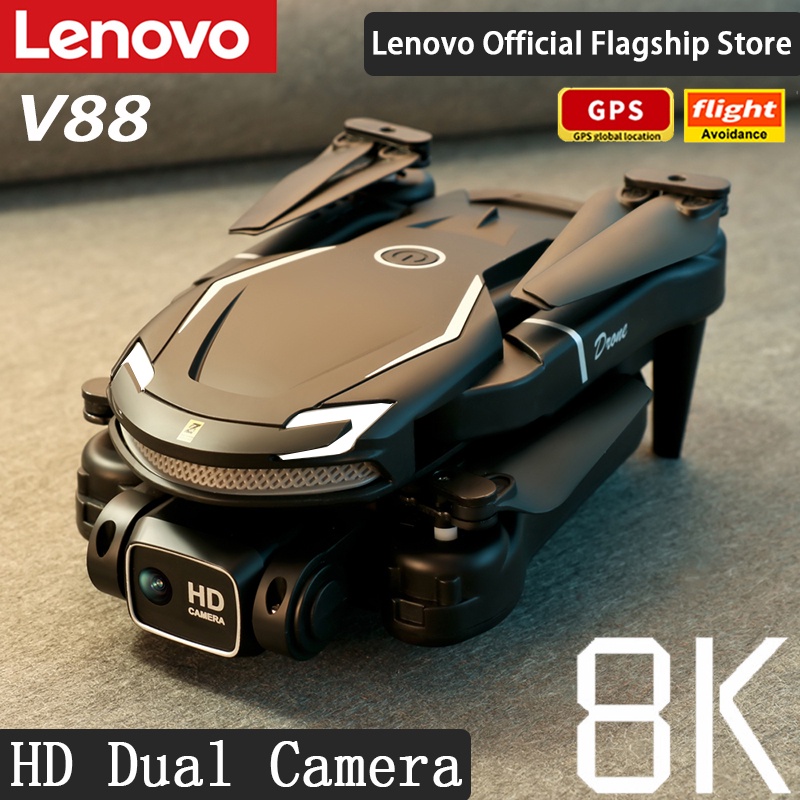 Lenovo
Lenovo Official Flagship Store
V88
GPS
GPS global location
flight
Avoidance
Drone
HD
CAMERA
8K
HD Dual Camera